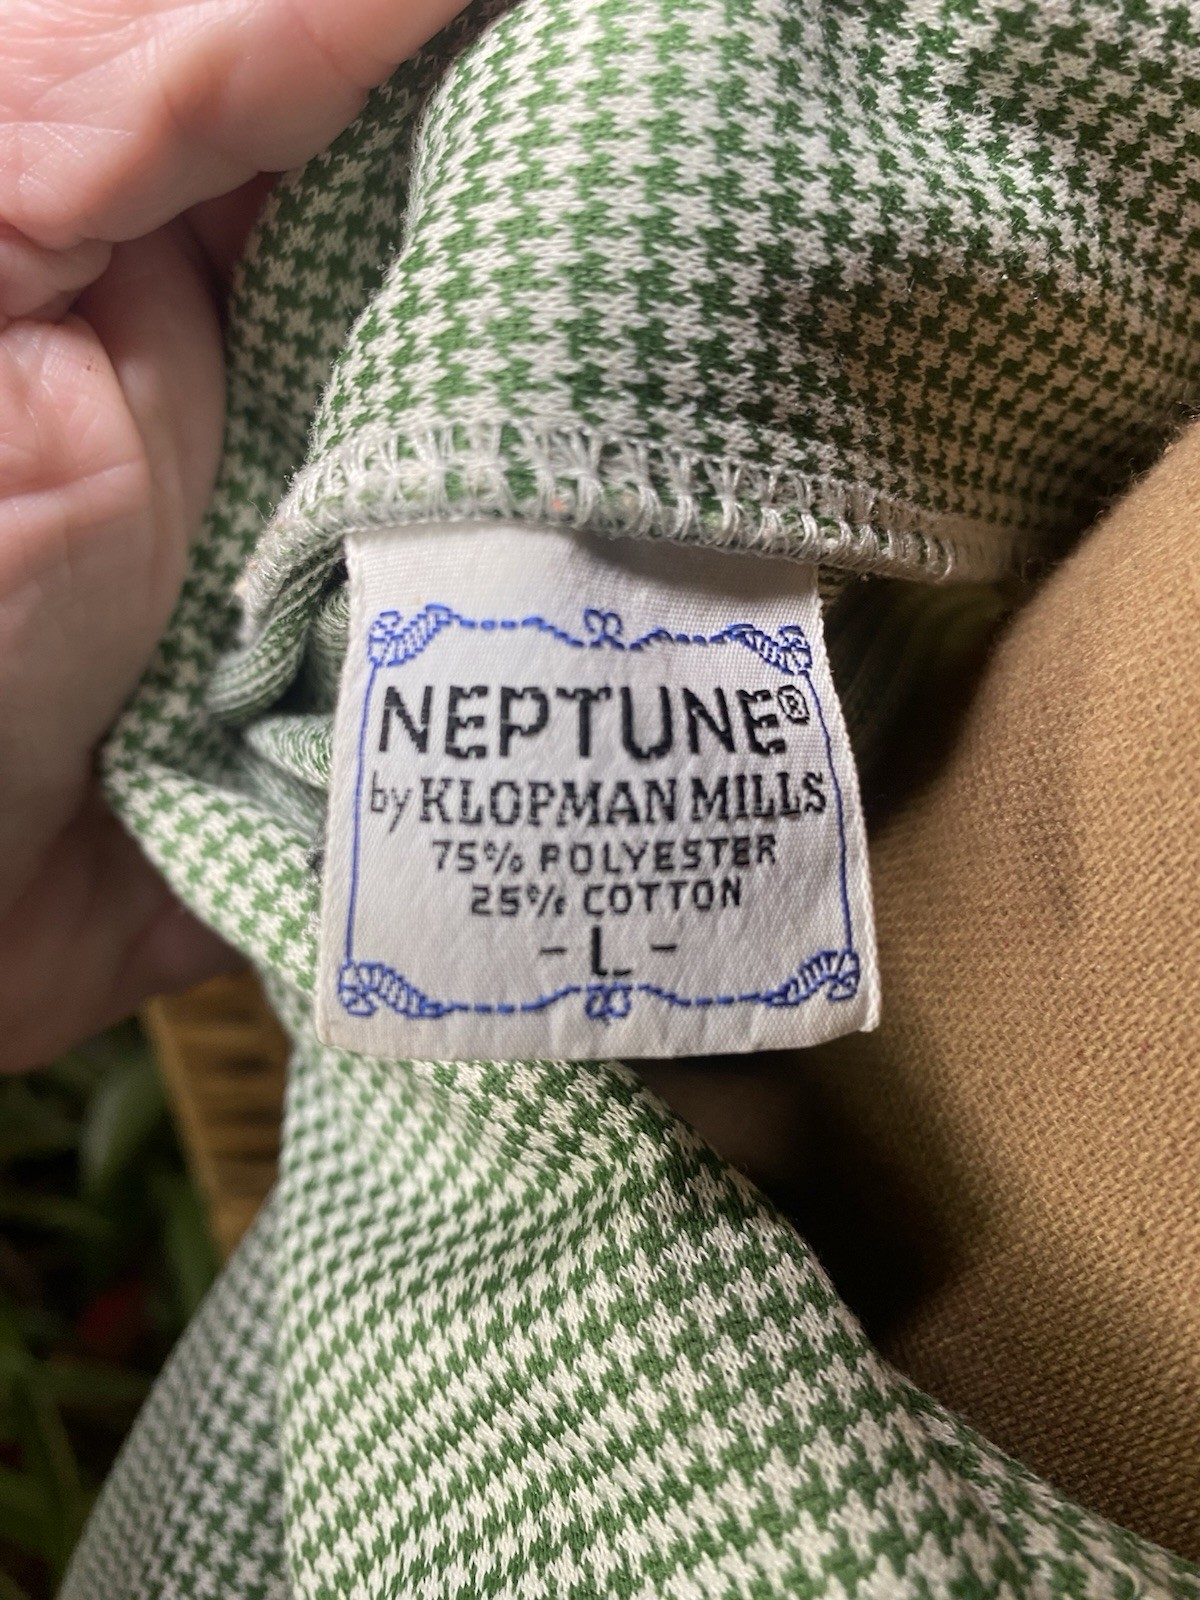 NEPTUNE®
by KLOPMAN MILLS
75% POLYESTER
25% COTTON
- L -